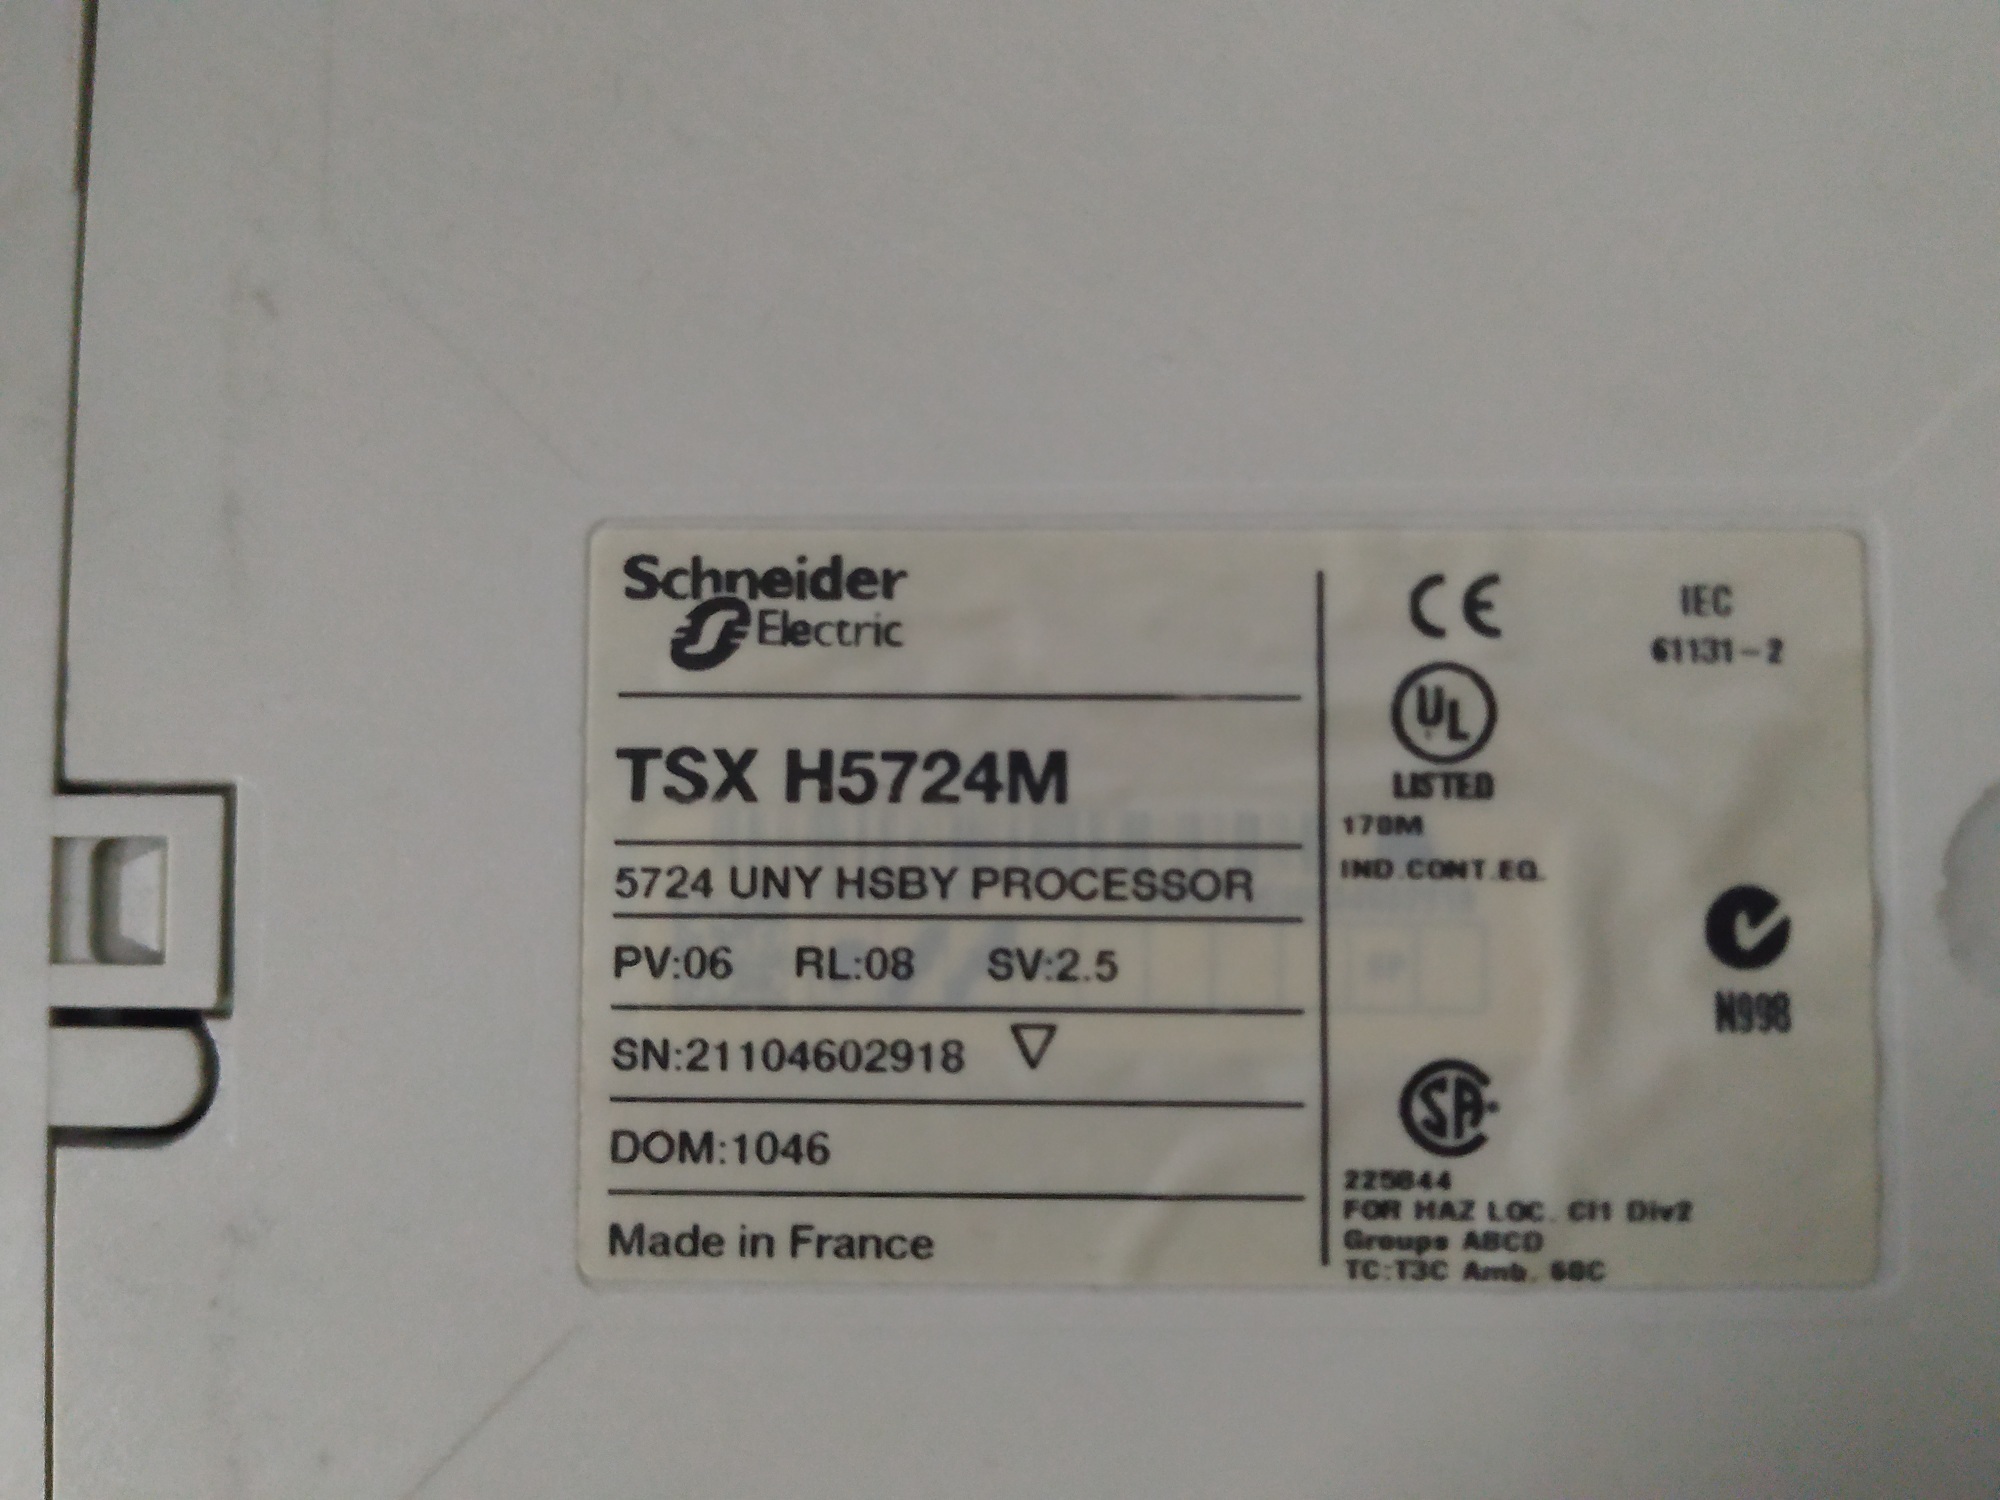 Schneider
Electric
TSX H5724M
5724 UNY HSBY PROCESSOR
PV:06 RL:08 SV:2.5
SN:21104602918
DOM:1046
Made in France
CE
IEC
61131-2
UL
LISTED
IND.CONT.EQ.
N998
SA
FOR HAZ LOC. Cl1 Div2
Groups ABCD
TC:T3C Amb. 60C